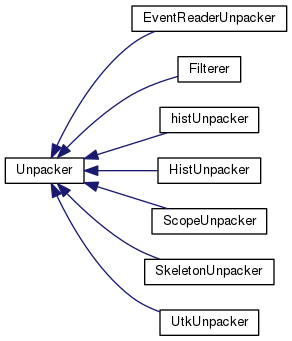 EventReaderUnpacker
Filterer
histUnpacker
Unpacker
HistUnpacker
ScopeUnpacker
SkeletonUnpacker
UtkUnpacker